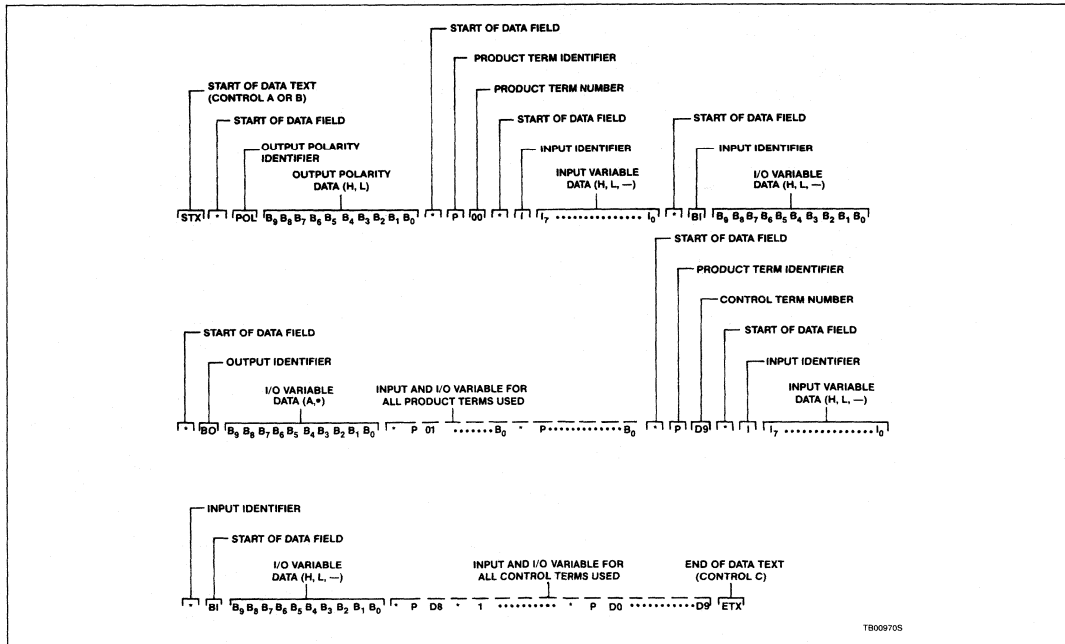 START OF DATA FIELD
PRODUCT TERM IDENTIFIER
START OF DATA TEXT
(CONTROL A OR B)
PRODUCT TERM NUMBER
START OF DATA FIELD
START OF DATA FIELD
START OF DATA FIELD
OUTPUT POLARITY
IDENTIFIER
INPUT IDENTIFIER
INPUT IDENTIFIER
OUTPUT POLARITY
DATA (H, L)
INPUT VARIABLE
DATA (H, L, —)
I/O VARIABLE
DATA (H, L, —)
STX * POL B9 B8 B7 B6 B5 B4 B3 B2 B1 B0 * P 00 * I I7 ················ I0 * BI B9 B8 B7 B6 B5 B4 B3 B2 B1 B0
START OF DATA FIELD
PRODUCT TERM IDENTIFIER
CONTROL TERM NUMBER
START OF DATA FIELD
START OF DATA FIELD
OUTPUT IDENTIFIER
INPUT IDENTIFIER
I/O VARIABLE
DATA (A,•)
INPUT AND I/O VARIABLE FOR
ALL PRODUCT TERMS USED
INPUT VARIABLE
DATA (H, L, —)
* BO B9 B8 B7 B6 B5 B4 B3 B2 B1 B0 * P 01 ·······B0 * P·············B0 * P D9 * I I7 ················ I0
INPUT IDENTIFIER
START OF DATA FIELD
I/O VARIABLE
DATA (H, L, —)
INPUT AND I/O VARIABLE FOR
ALL CONTROL TERMS USED
END OF DATA TEXT
(CONTROL C)
* BI B9 B8 B7 B6 B5 B4 B3 B2 B1 B0 * P D8 * 1 ·········· * P D0 ············D9 ETX
TB00970S